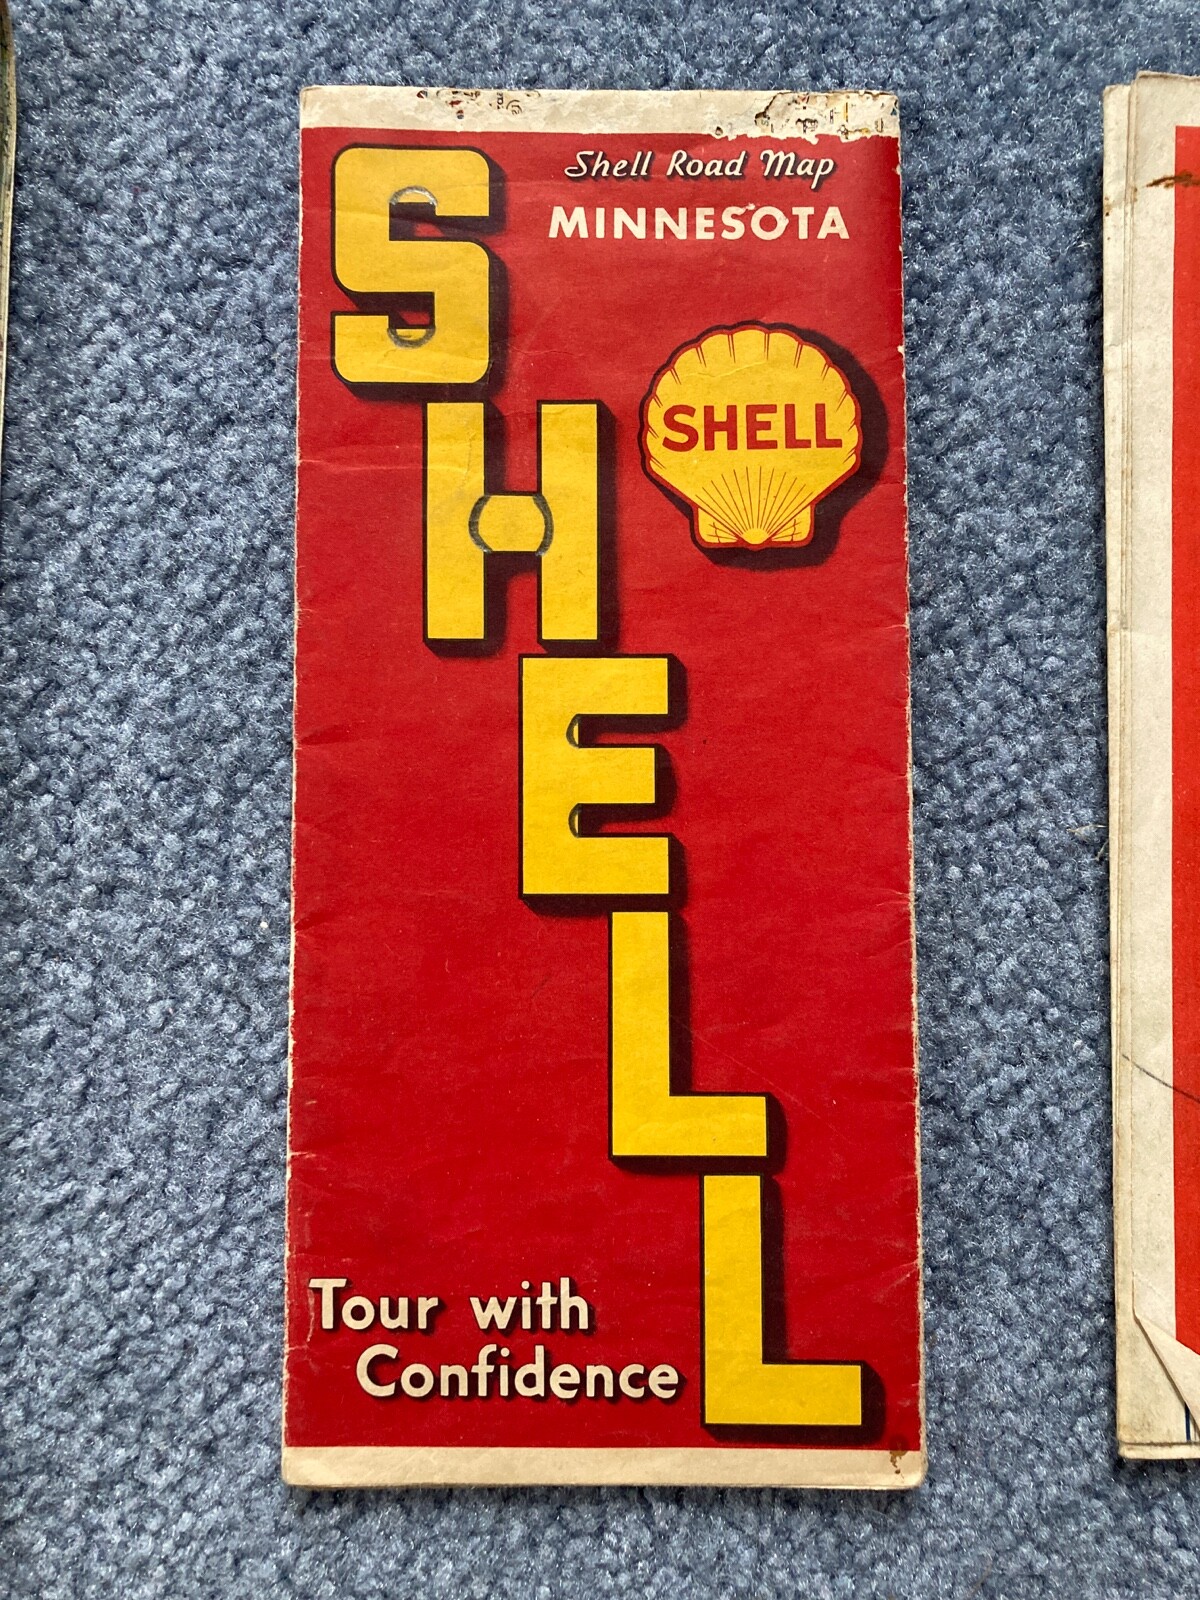 Shell Road Map
MINNESOTA
SHELL
SHELL
Tour with
Confidence